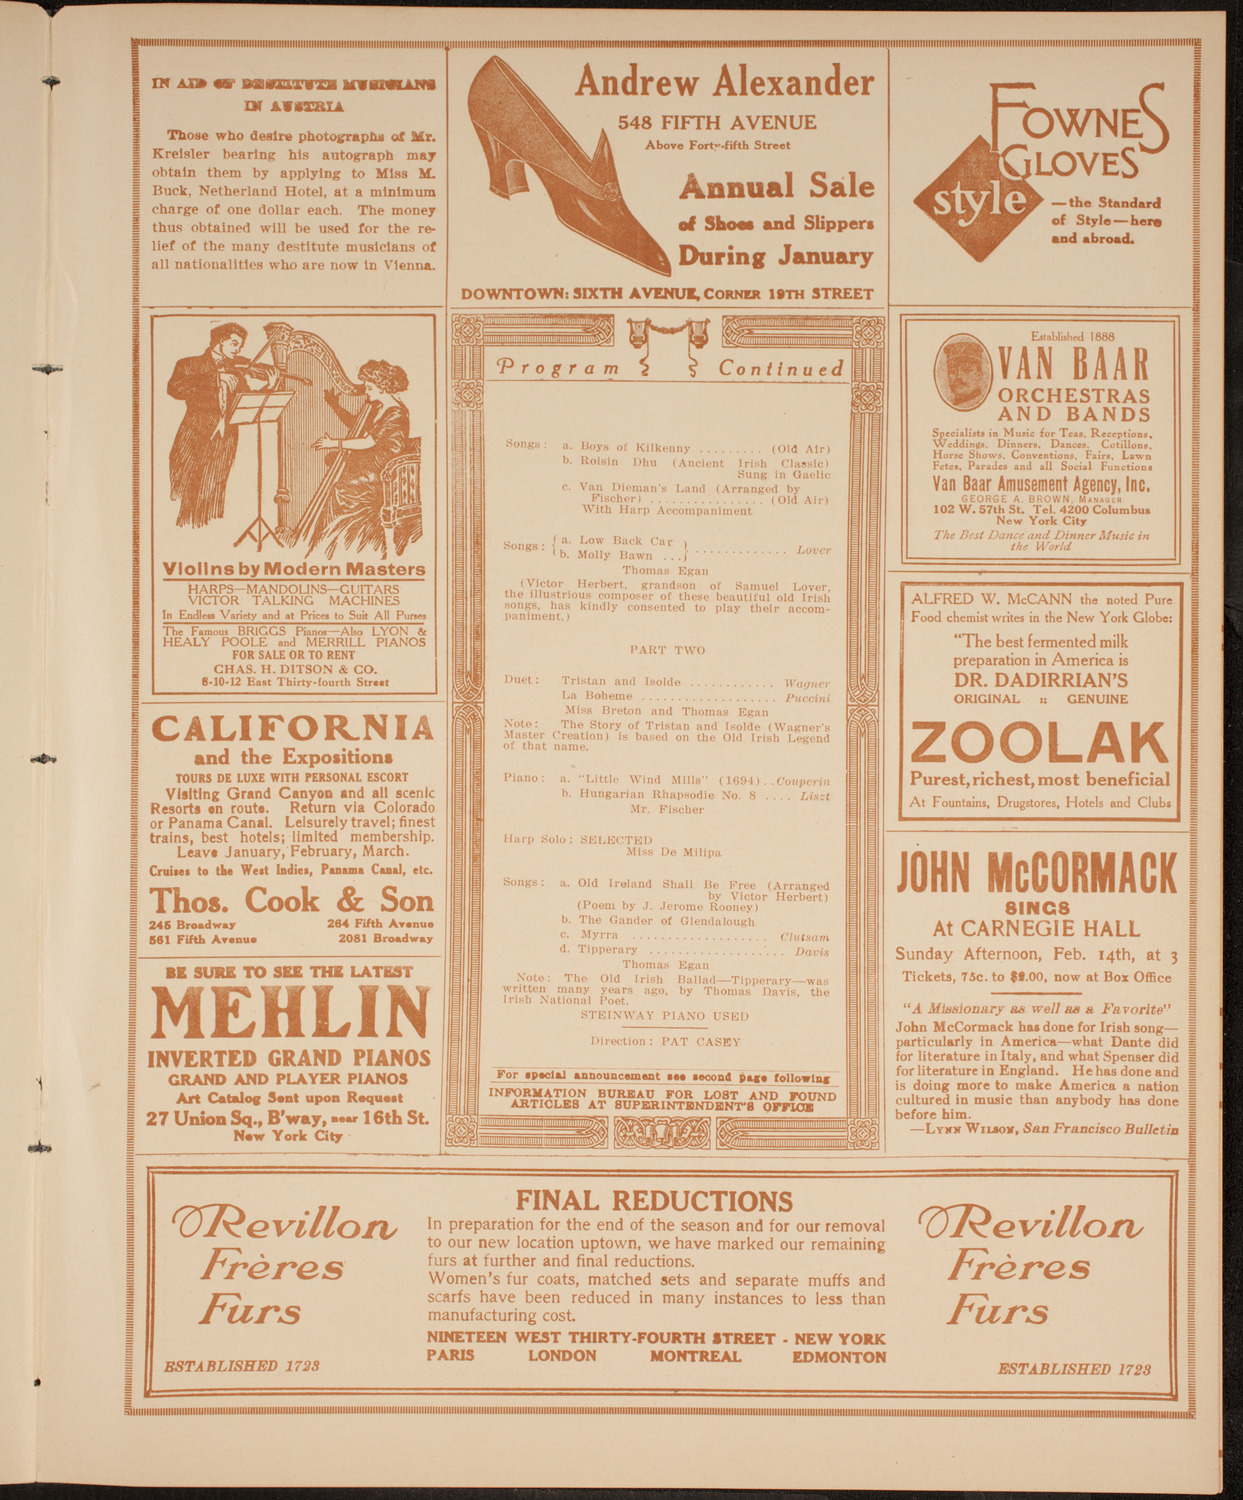 IN AID OF DESTITUTE MUSICIANS
IN AUSTRIA
Those who desire photographs of Mr.
Kreisler bearing his autograph may
obtain them by applying to Miss M.
Buck, Netherland Hotel, at a minimum
charge of one dollar each. The money
thus obtained will be used for the re-
lief of the many destitute musicians of
all nationalities who are now in Vienna.
Andrew Alexander
548 FIFTH AVENUE
Above Forty-fifth Street
Annual Sale
of Shoes and Slippers
During January
DOWNTOWN: SIXTH AVENUE, CORNER 19TH STREET
FOWNES
GLOVES
style
—the Standard
of Style—here
and abroad.
Violins by Modern Masters
HARPS—MANDOLINS—GUITARS
VICTOR TALKING MACHINES
In Endless Variety and at Prices to Suit All Purses
The Famous BRIGGS Pianos—Also LYON &
HEALY POOLE and MERRILL PIANOS
FOR SALE OR TO RENT
CHAS. H. DITSON & CO.
8-10-12 East Thirty-fourth Street
CALIFORNIA
and the Expositions
TOURS DE LUXE WITH PERSONAL ESCORT
Visiting Grand Canyon and all scenic
Resorts en route. Return via Colorado
or Panama Canal. Leisurely travel; finest
trains, best hotels; limited membership.
Leave January, February, March.
Cruises to the West Indies, Panama Canal, etc.
Thos. Cook & Son
245 Broadway 264 Fifth Avenue
561 Fifth Avenue 2081 Broadway
BE SURE TO SEE THE LATEST
MEHLIN
INVERTED GRAND PIANOS
GRAND AND PLAYER PIANOS
Art Catalog Sent upon Request
27 Union Sq., B'way, near 16th St.
New York City
Program Continued
Songs: a. Boys of Kilkenny ......... (Old Air)
b. Roisin Dhu (Ancient Irish Classic)
Sung in Gaelic
c. Van Dieman's Land (Arranged by
Fischer) ................ (Old Air)
With Harp Accompaniment
Songs: { a. Low Back Car }
{ b. Molly Bawn ... } ............. Lover
Thomas Egan
(Victor Herbert, grandson of Samuel Lover,
the illustrious composer of these beautiful old Irish
songs, has kindly consented to play their accom-
paniment.)
PART TWO
Duet: Tristan and Isolde ............ Wagner
La Boheme ................... Puccini
Miss Breton and Thomas Egan
Note: The Story of Tristan and Isolde (Wagner's
Master Creation) is based on the Old Irish Legend
of that name.
Piano: a. "Little Wind Mills" (1694) .. Couperin
b. Hungarian Rhapsodie No. 8 .... Liszt
Mr. Fischer
Harp Solo: SELECTED
Miss De Milipa
Songs: a. Old Ireland Shall Be Free (Arranged
by Victor Herbert)
(Poem by J. Jerome Rooney)
b. The Gander of Glendalough
c. Myrra ................... Clutsam
d. Tipperary ................... Davis
Thomas Egan
Note: The Old Irish Ballad—Tipperary—was
written many years ago, by Thomas Davis, the
Irish National Poet.
STEINWAY PIANO USED
Direction: PAT CASEY
For special announcement see second page following
INFORMATION BUREAU FOR LOST AND FOUND
ARTICLES AT SUPERINTENDENT'S OFFICE
Established 1888
VAN BAAR
ORCHESTRAS
AND BANDS
Specialists in Music for Teas, Receptions,
Weddings, Dinners, Dances, Cotillons,
Horse Shows, Conventions, Fairs, Lawn
Fetes, Parades and all Social Functions
Van Baar Amusement Agency, Inc.
GEORGE A. BROWN, MANAGER
102 W. 57th St. Tel. 4200 Columbus
New York City
The Best Dance and Dinner Music in
the World
ALFRED W. McCANN the noted Pure
Food chemist writes in the New York Globe:
"The best fermented milk
preparation in America is
DR. DADIRRIAN'S
ORIGINAL :: GENUINE
ZOOLAK
Purest, richest, most beneficial
At Fountains, Drugstores, Hotels and Clubs
JOHN McCORMACK
SINGS
At CARNEGIE HALL
Sunday Afternoon, Feb. 14th, at 3
Tickets, 75c. to $2.00, now at Box Office
"A Missionary as well as a Favorite"
John McCormack has done for Irish song—
particularly in America—what Dante did
for literature in Italy, and what Spenser did
for literature in England. He has done and
is doing more to make America a nation
cultured in music than anybody has done
before him.
—LYNN WILSON, San Francisco Bulletin
Revillon
Frères
Furs
ESTABLISHED 1723
FINAL REDUCTIONS
In preparation for the end of the season and for our removal
to our new location uptown, we have marked our remaining
furs at further and final reductions.
Women's fur coats, matched sets and separate muffs and
scarfs have been reduced in many instances to less than
manufacturing cost.
NINETEEN WEST THIRTY-FOURTH STREET - NEW YORK
PARIS LONDON MONTREAL EDMONTON
Revillon
Frères
Furs
ESTABLISHED 1723